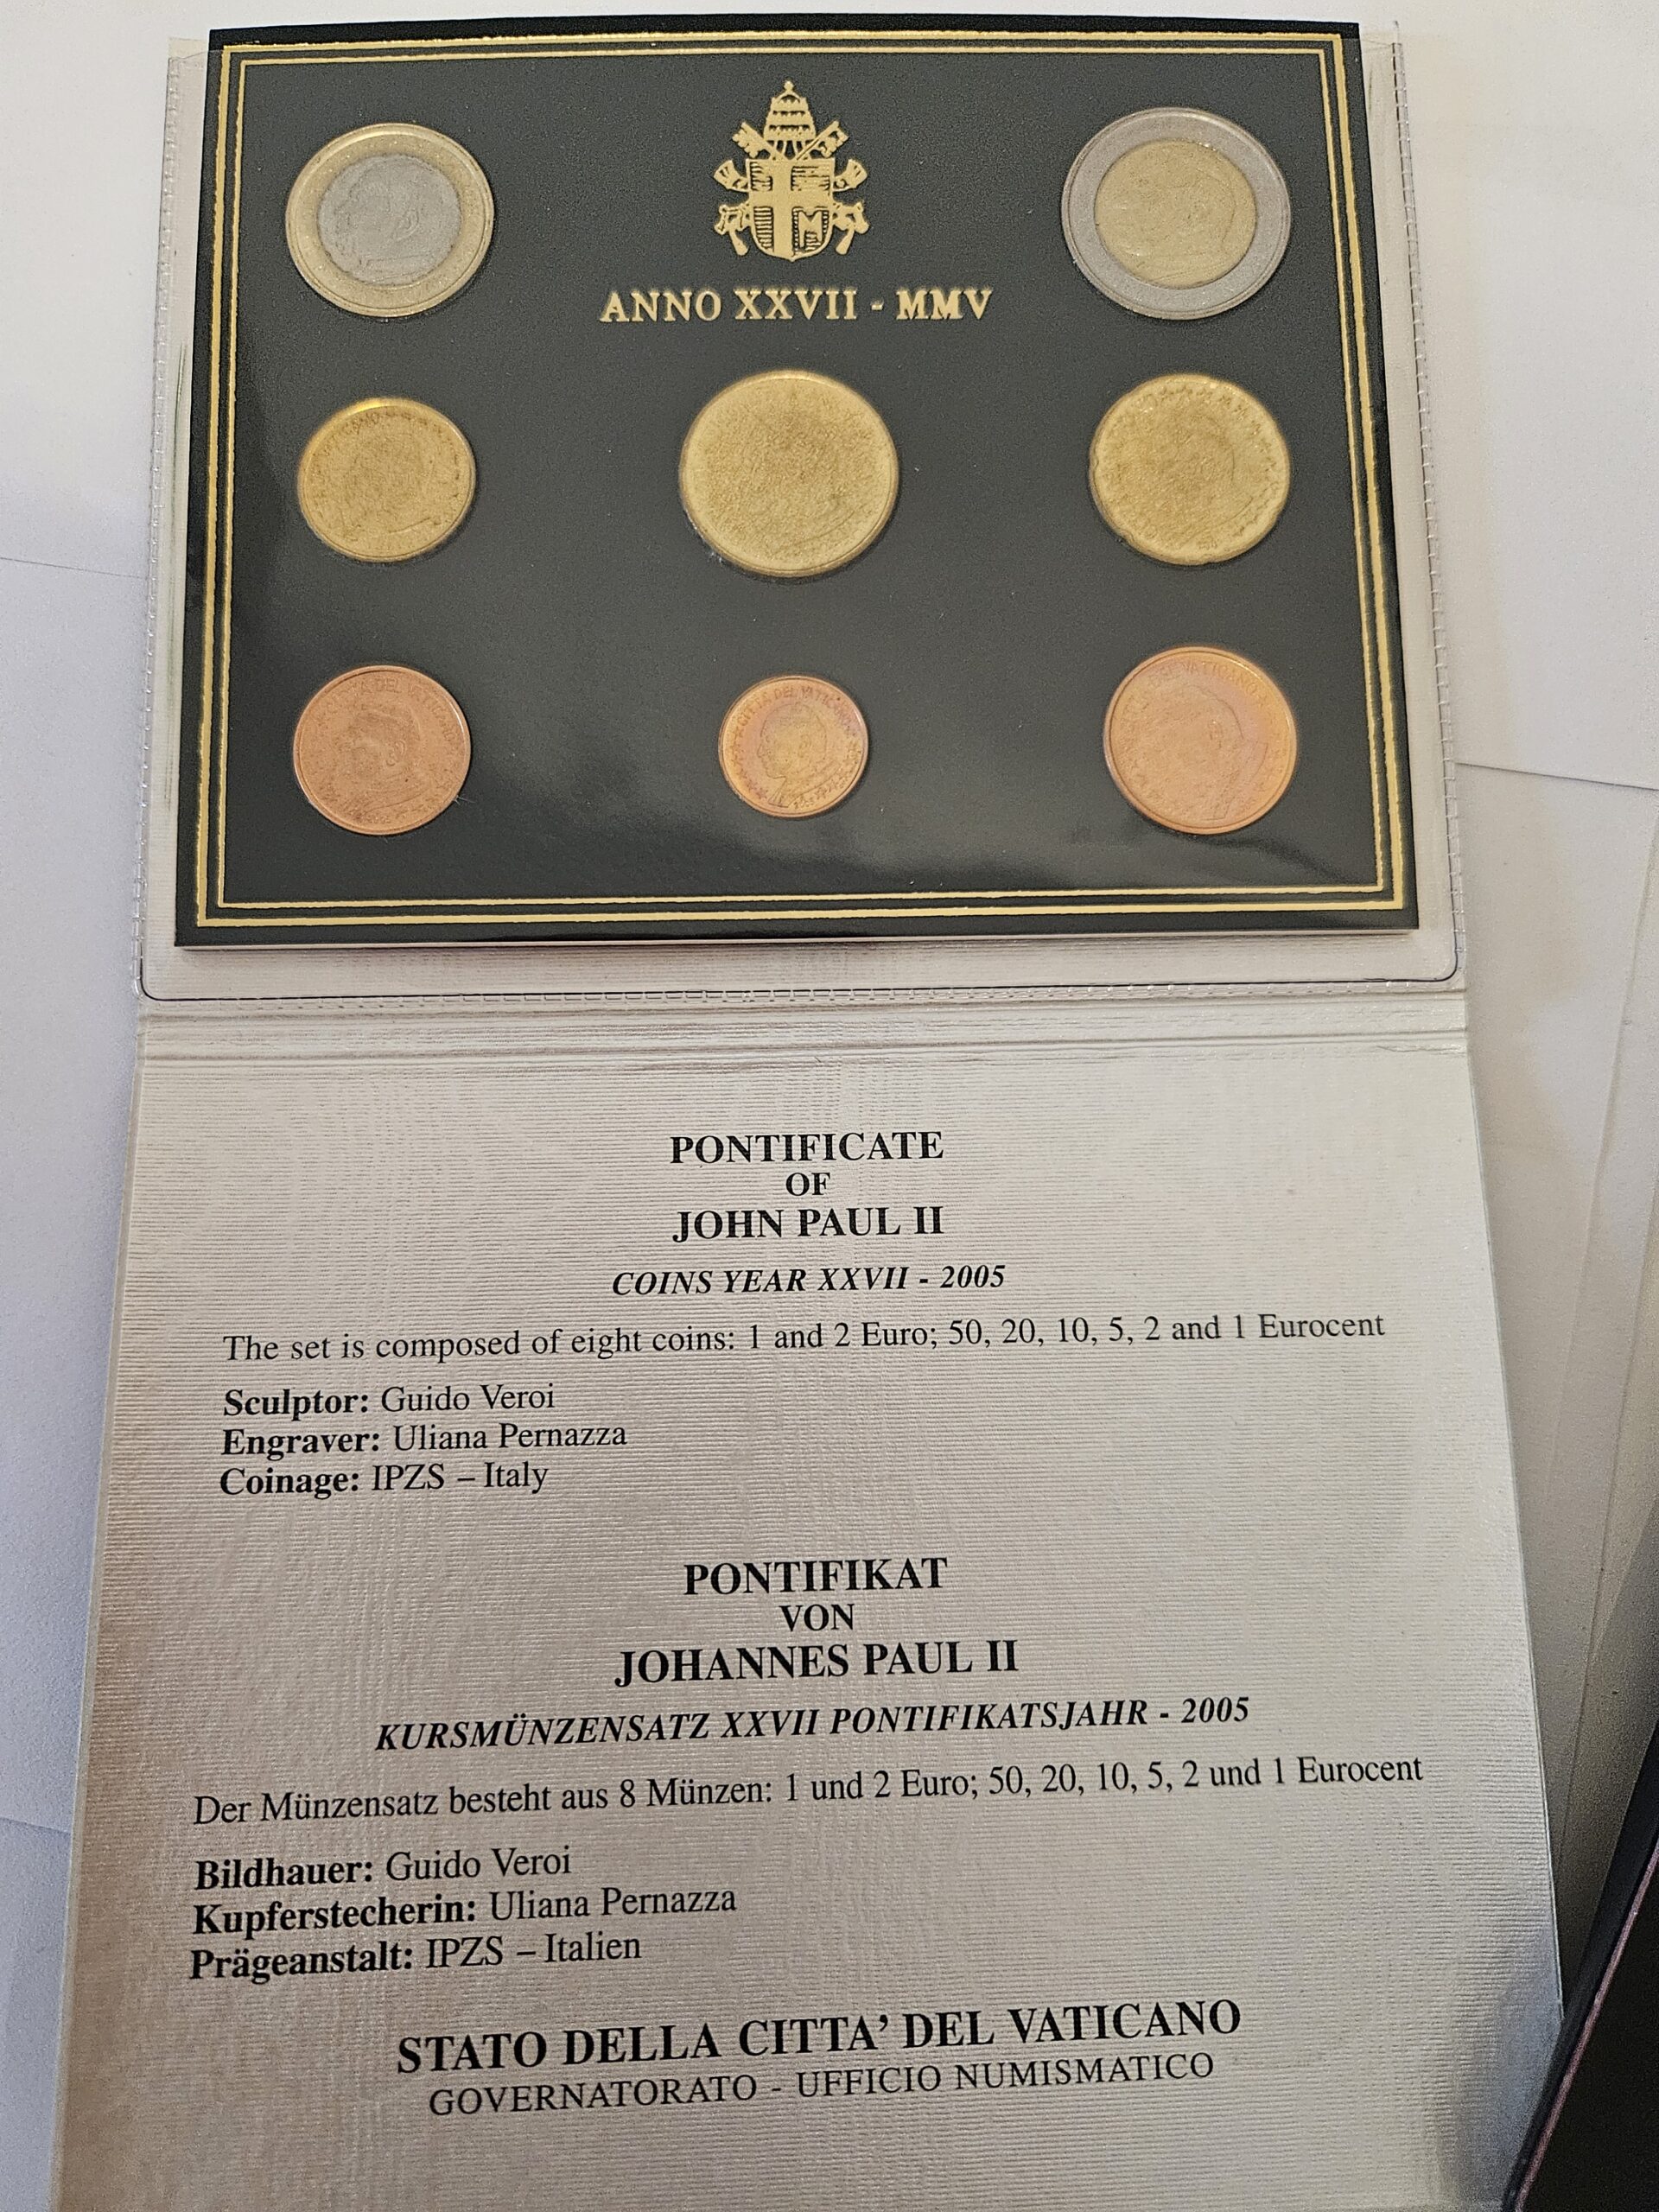 ANNO XXVII - MMV
PONTIFICATE
OF
JOHN PAUL II
COINS YEAR XXVII - 2005
The set is composed of eight coins: 1 and 2 Euro; 50, 20, 10, 5, 2 and 1 Eurocent
Sculptor: Guido Veroi
Engraver: Uliana Pernazza
Coinage: IPZS – Italy
PONTIFIKAT
VON
JOHANNES PAUL II
KURSMÜNZENSATZ XXVII PONTIFIKATSJAHR - 2005
Der Münzensatz besteht aus 8 Münzen: 1 und 2 Euro; 50, 20, 10, 5, 2 und 1 Eurocent
Bildhauer: Guido Veroi
Kupferstecherin: Uliana Pernazza
Prägeanstalt: IPZS – Italien
STATO DELLA CITTA’ DEL VATICANO
GOVERNATORATO - UFFICIO NUMISMATICO